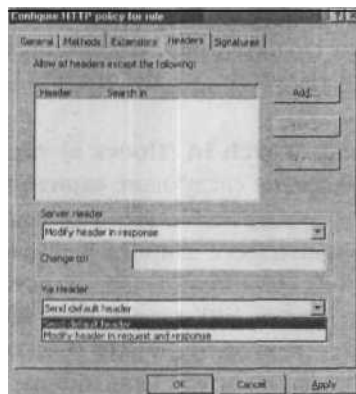 Configure HTTP policy for rule
General Methods Extensions Headers Signatures
Allow all headers except the following:
Header Search in
Add...
Server Header
Modify header in response
Change to:
Via Header
Send default header
Send default header
Modify header in request and response
OK Cancel Apply